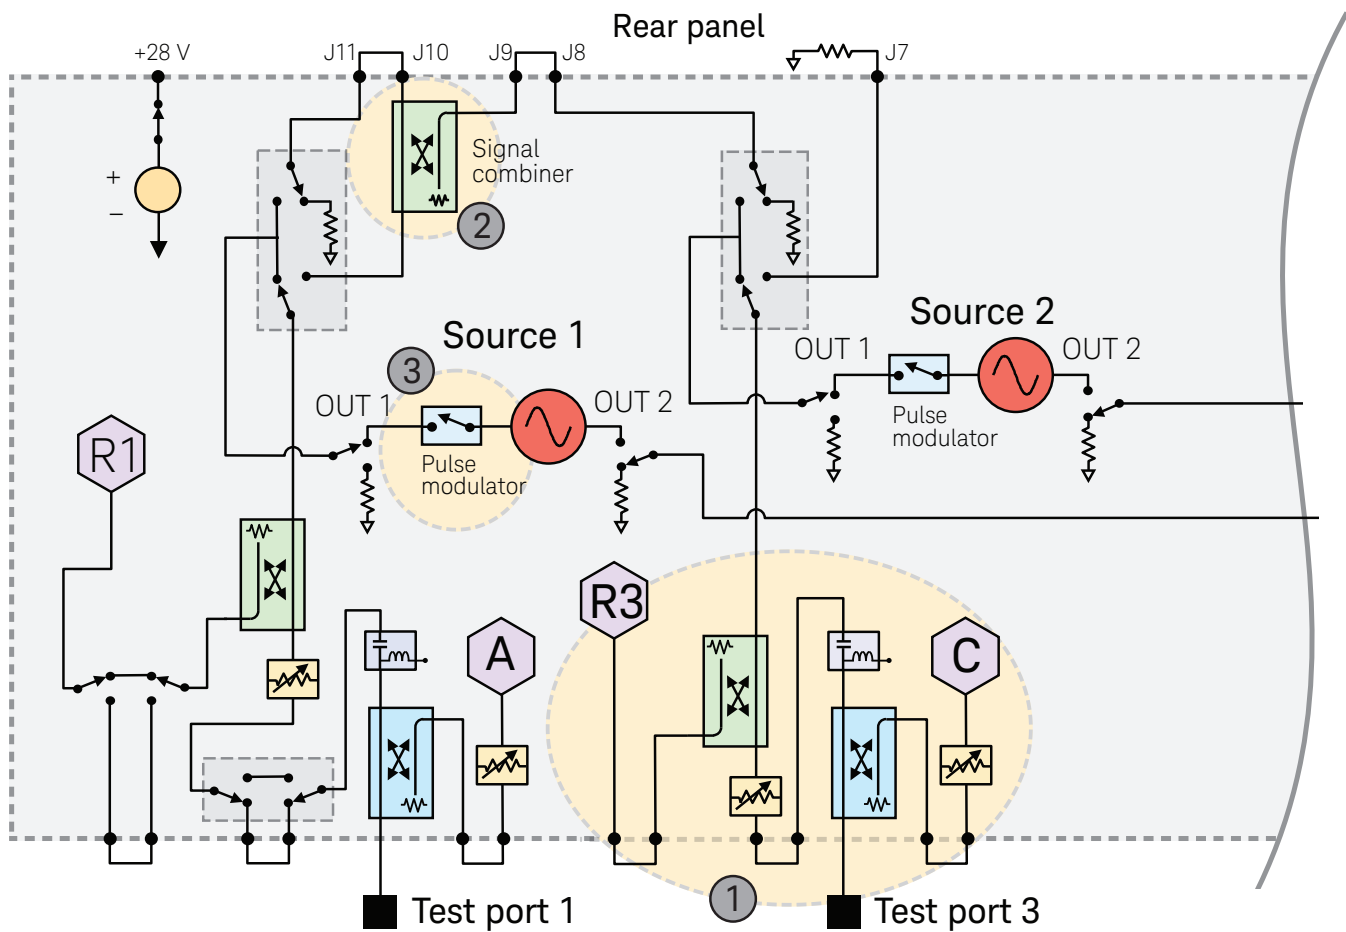 Rear panel
+28 V
J11
J10
J9
J8
J7
+
−
Signal
combiner
2
Source 1
Source 2
3
OUT 1
OUT 2
OUT 1
OUT 2
Pulse
modulator
Pulse
modulator
R1
R3
A
C
1
Test port 1
Test port 3